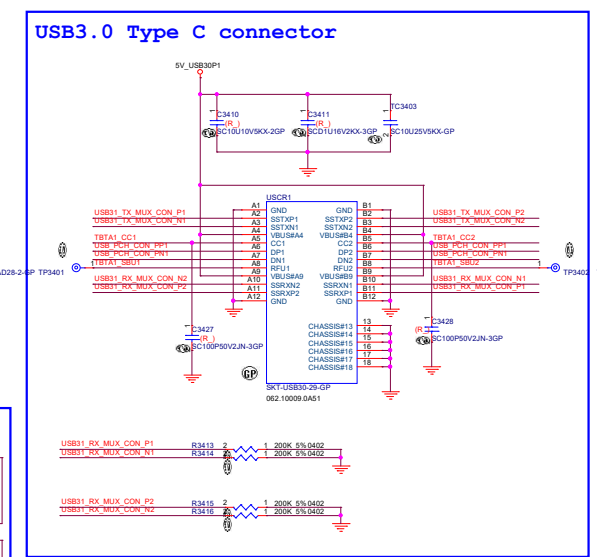 USB3.0 Type C connector
5V_USB30P1
C3410
(R_)
SC10U10V5KX-2GP
C3411
(R_)
SCD1U16V2KX-3GP
TC3403
SC10U25V5KX-GP
USCR1
USB31_TX_MUX_CON_P1
USB31_TX_MUX_CON_N1
TBTA1_CC1
USB_PCH_CON_PP1
USB_PCH_CON_PN1
TBTA1_SBU1
USB31_RX_MUX_CON_N2
USB31_RX_MUX_CON_P2
AD28-2-GP TP3401
1
A1 GND GND B1
A2 SSTXP1 SSTXP2 B2
A3 SSTXN1 SSTXN2 B3
A4 VBUS#A4 VBUS#B4 B4
A5 CC1 CC2 B5
A6 DP1 DP2 B6
A7 DN1 DN2 B7
A8 RFU1 RFU2 B8
A9 VBUS#A9 VBUS#B9 B9
A10 SSRXN2 SSRXN1 B10
A11 SSRXP2 SSRXP1 B11
A12 GND GND B12
CHASSIS#13 13
CHASSIS#14 14
CHASSIS#15 15
CHASSIS#16 16
CHASSIS#17 17
CHASSIS#18 18
USB31_TX_MUX_CON_P2
USB31_TX_MUX_CON_N2
TBTA1_CC2
USB_PCH_CON_PP1
USB_PCH_CON_PN1
TBTA1_SBU2
USB31_RX_MUX_CON_N1
USB31_RX_MUX_CON_P1
1
TP3402
C3427
(R_)
SC100P50V2JN-3GP
C3428
SC100P50V2JN-3GP
GP
SKT-USB30-29-GP
062.10009.0A51
USB31_RX_MUX_CON_P1 R3413 2 1 200K 5% 0402
USB31_RX_MUX_CON_N1 R3414 1 200K 5% 0402
USB31_RX_MUX_CON_P2 R3415 2 1 200K 5% 0402
USB31_RX_MUX_CON_N2 R3416 1 200K 5% 0402